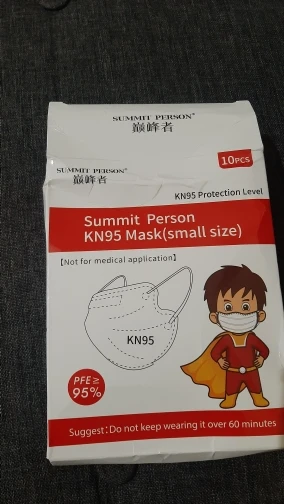 SUMMIT PERSON®
巅峰者
10PCS
SUMMIT PERSON®
巅峰者
KN95 Protection Level
Summit Person
KN95 Mask(small size)
【Not for medical application】
KN95
PFE≥
95%
Suggest: Do not keep wearing it over 60 minutes